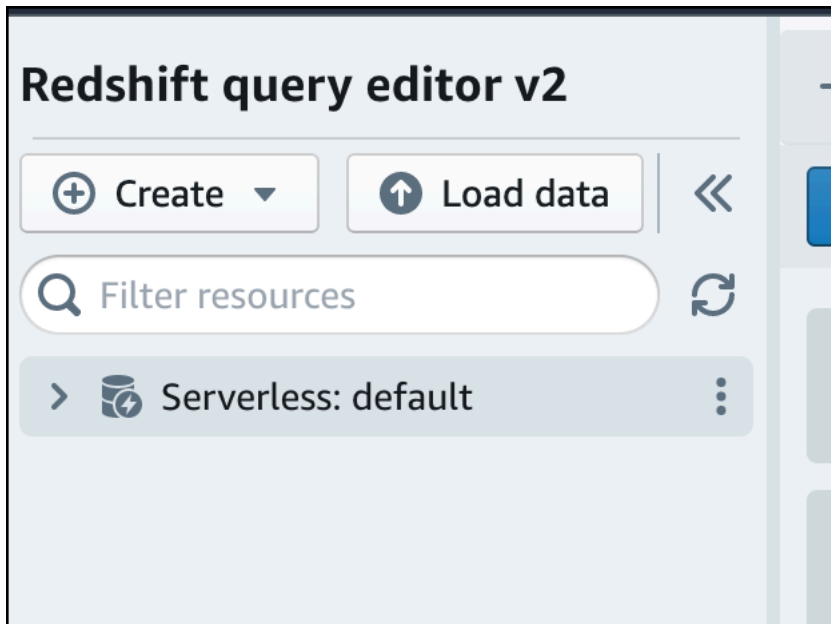 Redshift query editor v2
Create
Load data
Filter resources
Serverless: default